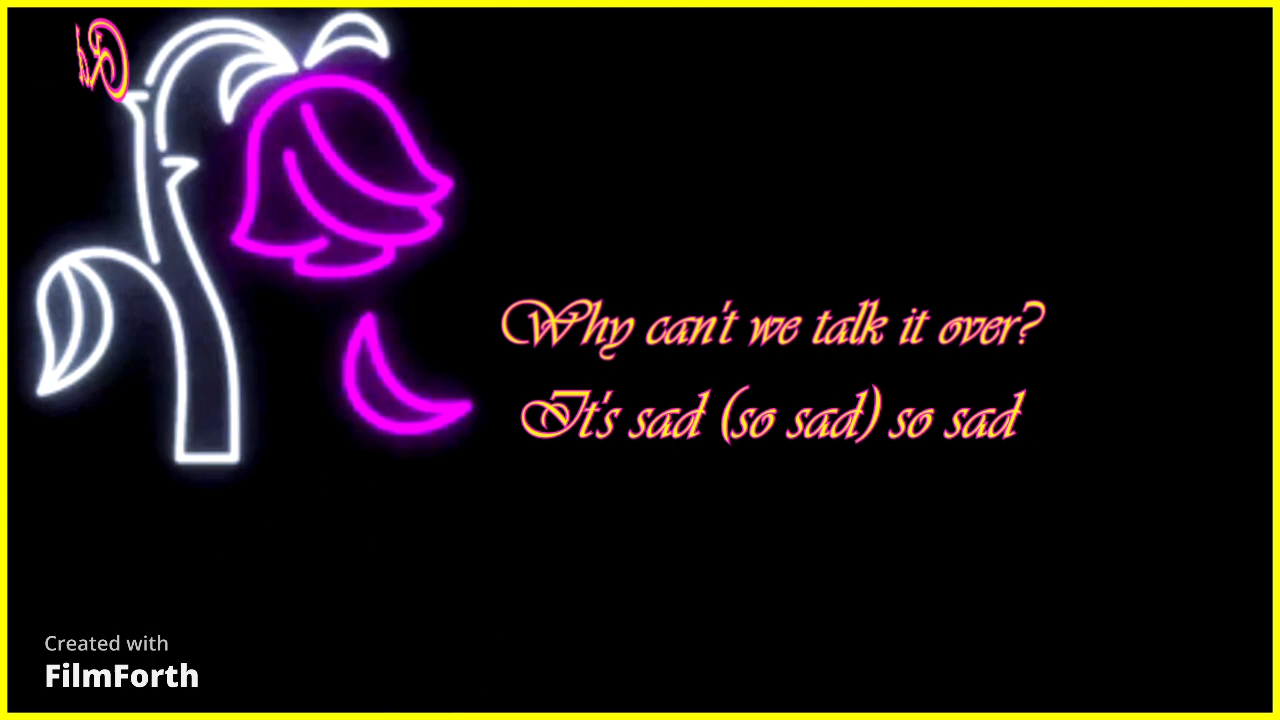 Why can't we talk it over?
It's sad (so sad) so sad
Created with
FilmForth